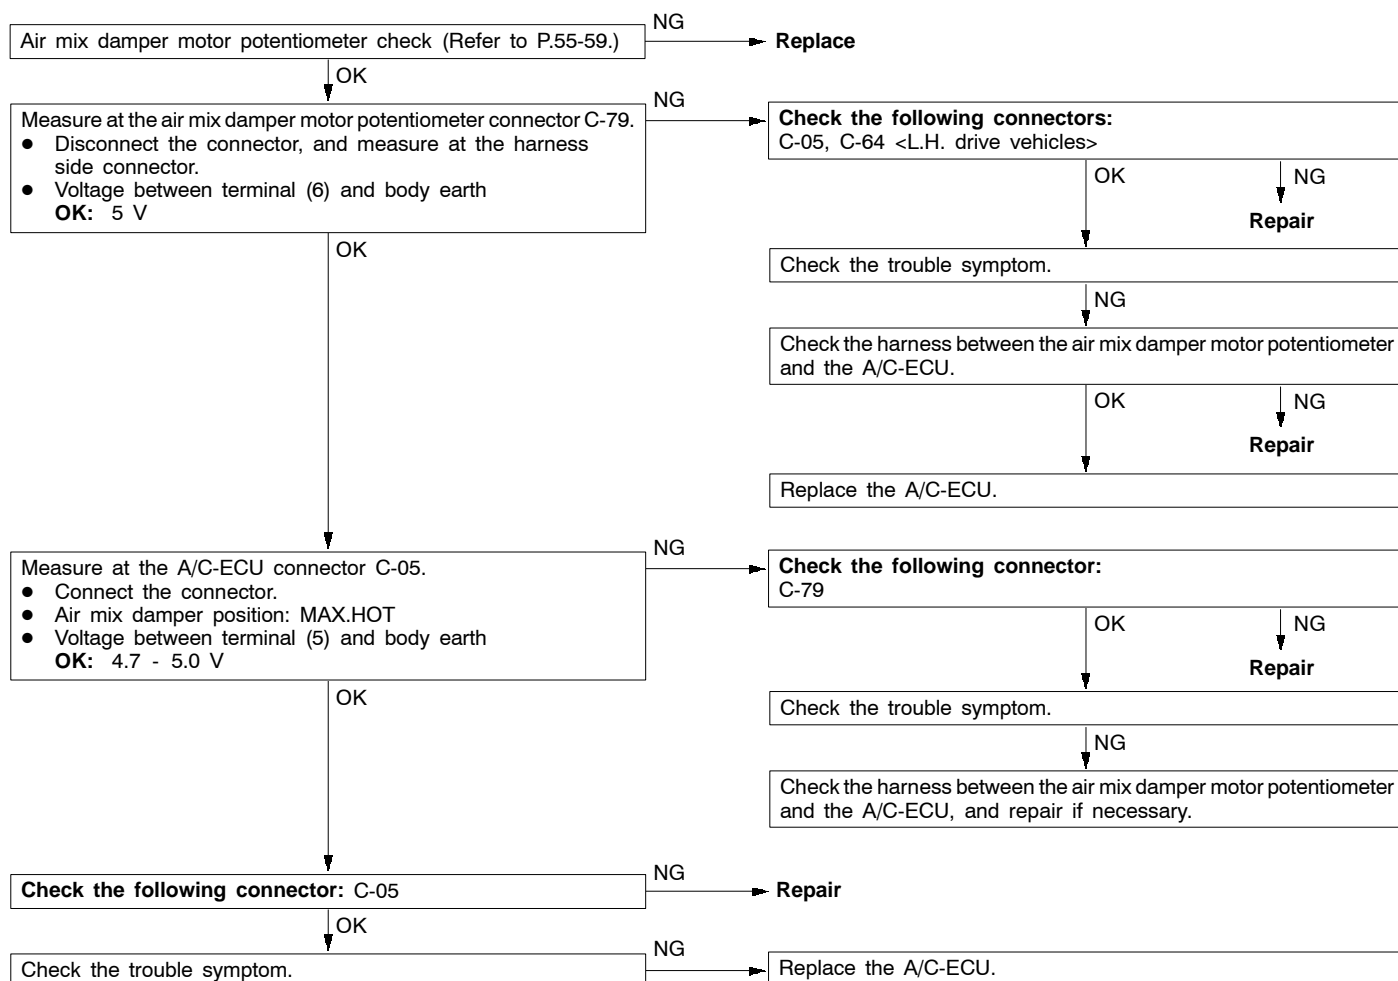 Air mix damper motor potentiometer check (Refer to P.55-59.)
NG
Replace
OK
Measure at the air mix damper motor potentiometer connector C-79.
● Disconnect the connector, and measure at the harness
side connector.
● Voltage between terminal (6) and body earth
OK: 5 V
NG
Check the following connectors:
C-05, C-64 <L.H. drive vehicles>
OK
NG
Repair
Check the trouble symptom.
NG
Check the harness between the air mix damper motor potentiometer
and the A/C-ECU.
OK
NG
Repair
Replace the A/C-ECU.
OK
Measure at the A/C-ECU connector C-05.
● Connect the connector.
● Air mix damper position: MAX.HOT
● Voltage between terminal (5) and body earth
OK: 4.7 - 5.0 V
NG
Check the following connector:
C-79
OK
NG
Repair
Check the trouble symptom.
NG
Check the harness between the air mix damper motor potentiometer
and the A/C-ECU, and repair if necessary.
OK
Check the following connector: C-05
NG
Repair
OK
Check the trouble symptom.
NG
Replace the A/C-ECU.